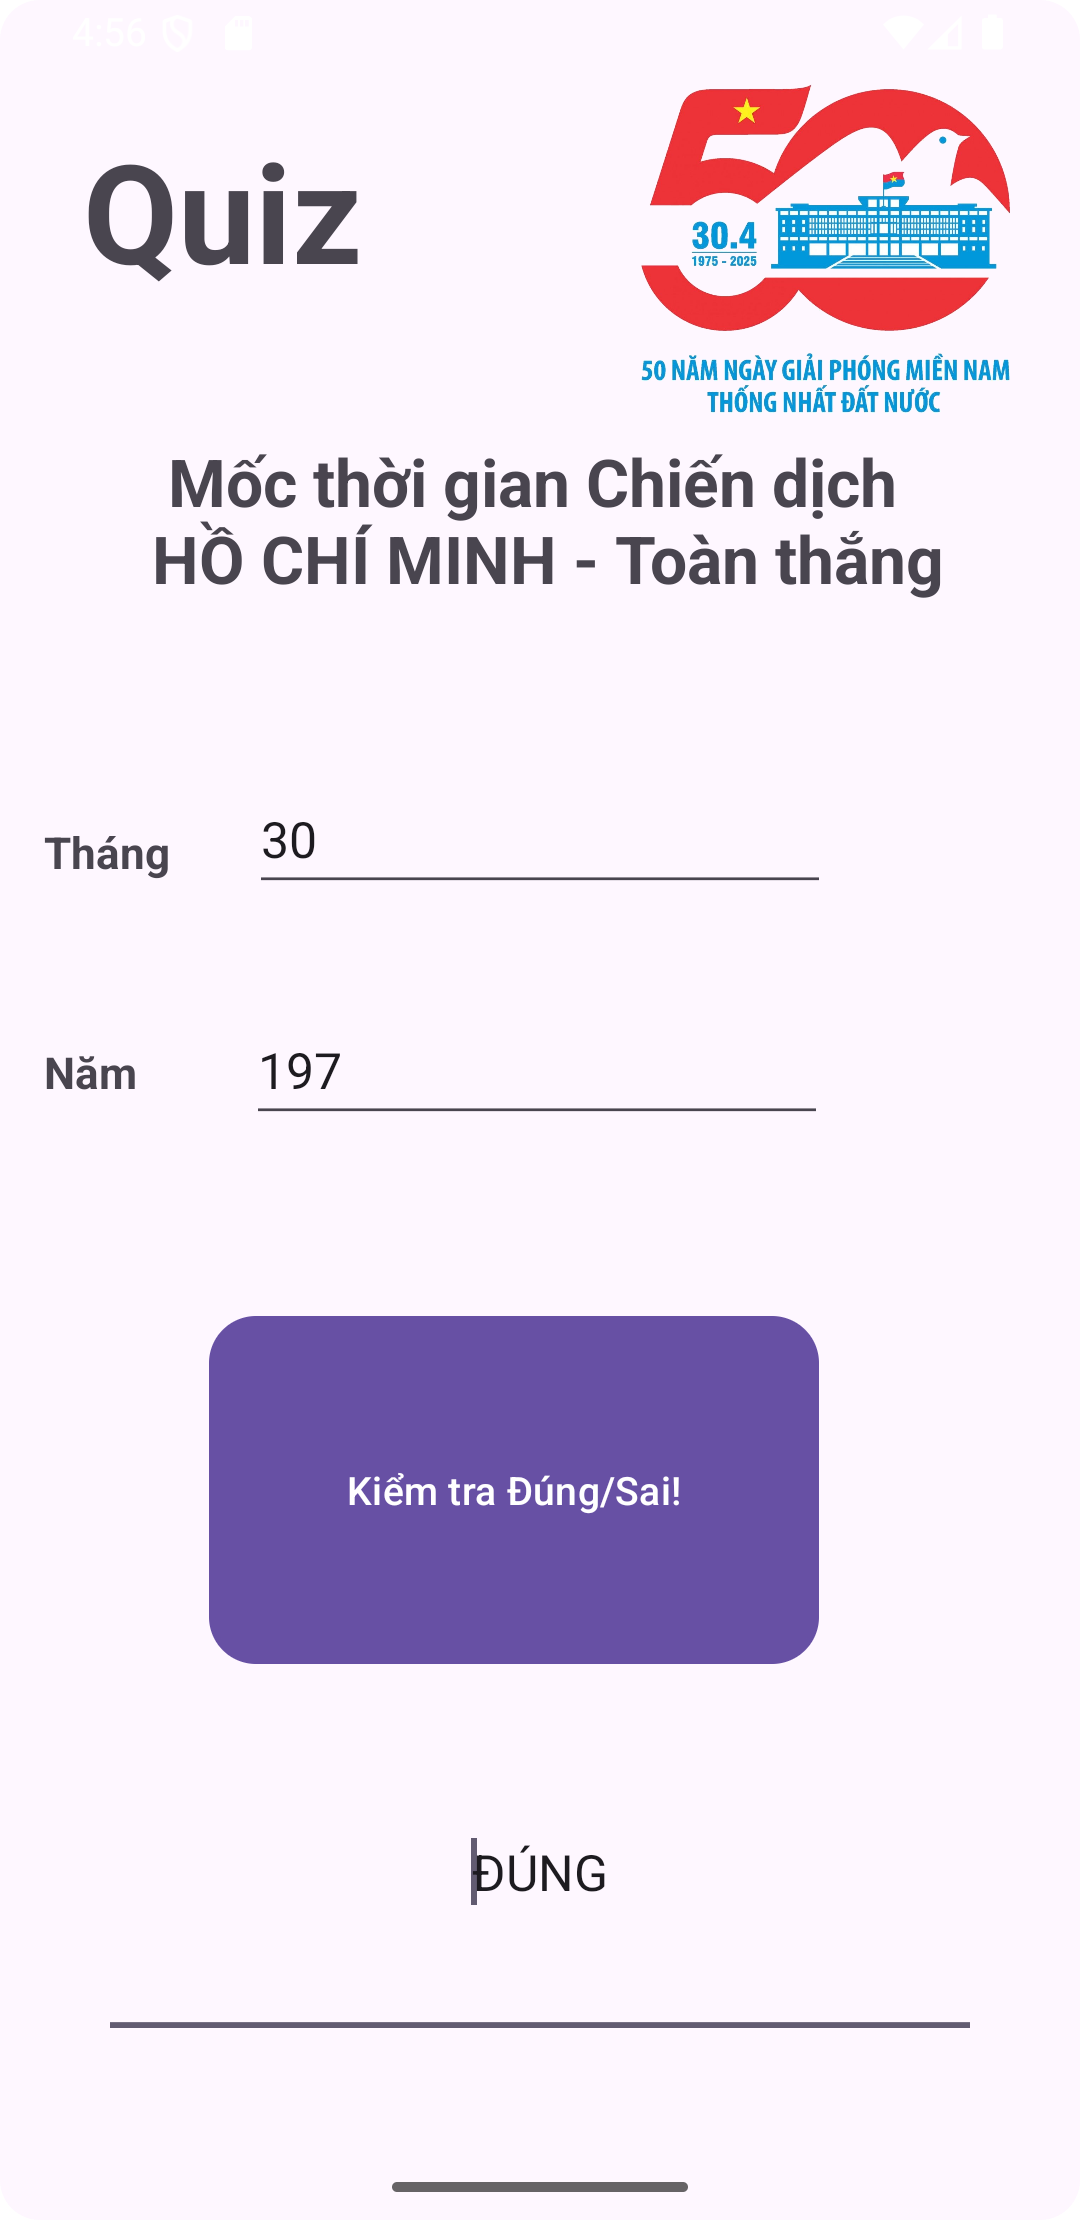 4:56
Quiz
30.4
1975 - 2025
50 NĂM NGÀY GIẢI PHÓNG MIỀN NAM
THỐNG NHẤT ĐẤT NƯỚC
Mốc thời gian Chiến dịch
HỒ CHÍ MINH - Toàn thắng
Tháng 30
Năm 197
Kiểm tra Đúng/Sai!
ĐÚNG